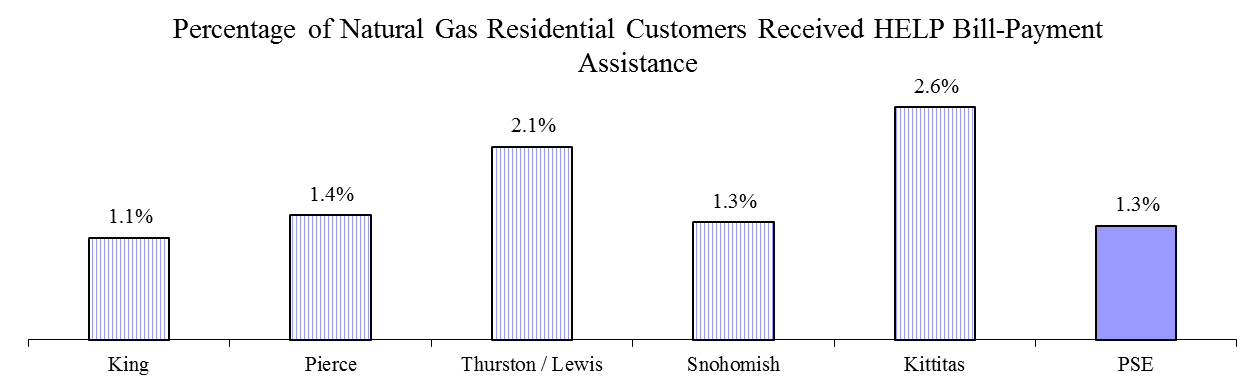 Percentage of Natural Gas Residential Customers Received HELP Bill-Payment
Assistance
1.1%
1.4%
2.1%
1.3%
2.6%
1.3%
King
Pierce
Thurston / Lewis
Snohomish
Kittitas
PSE